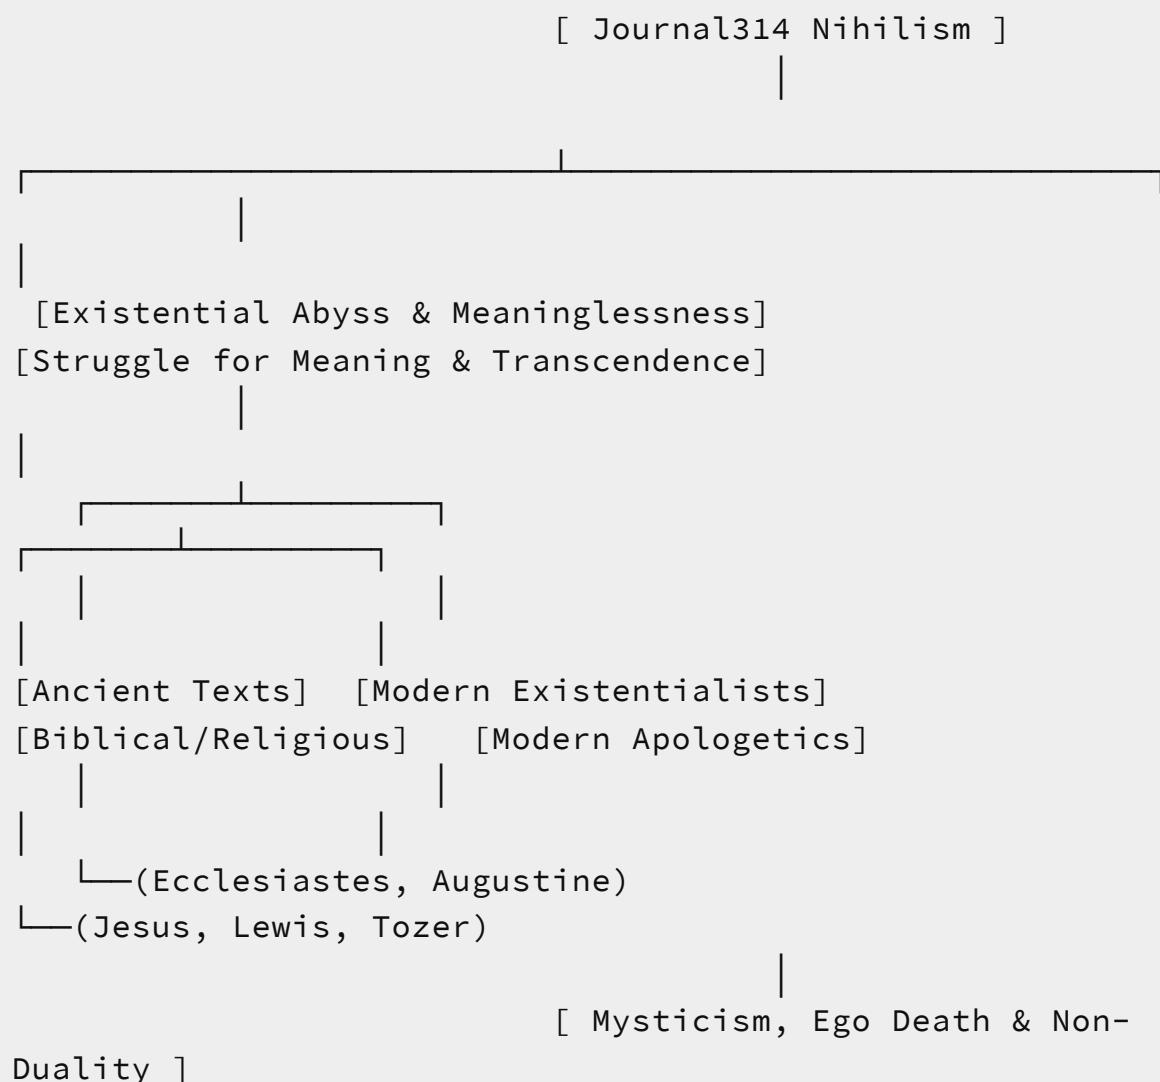 [ Journal314 Nihilism ]
[Existential Abyss & Meaninglessness]
[Struggle for Meaning & Transcendence]
[Ancient Texts] [Modern Existentialists]
[Biblical/Religious] [Modern Apologetics]
(Ecclesiastes, Augustine)
(Jesus, Lewis, Tozer)
[ Mysticism, Ego Death & Non-
Duality ]